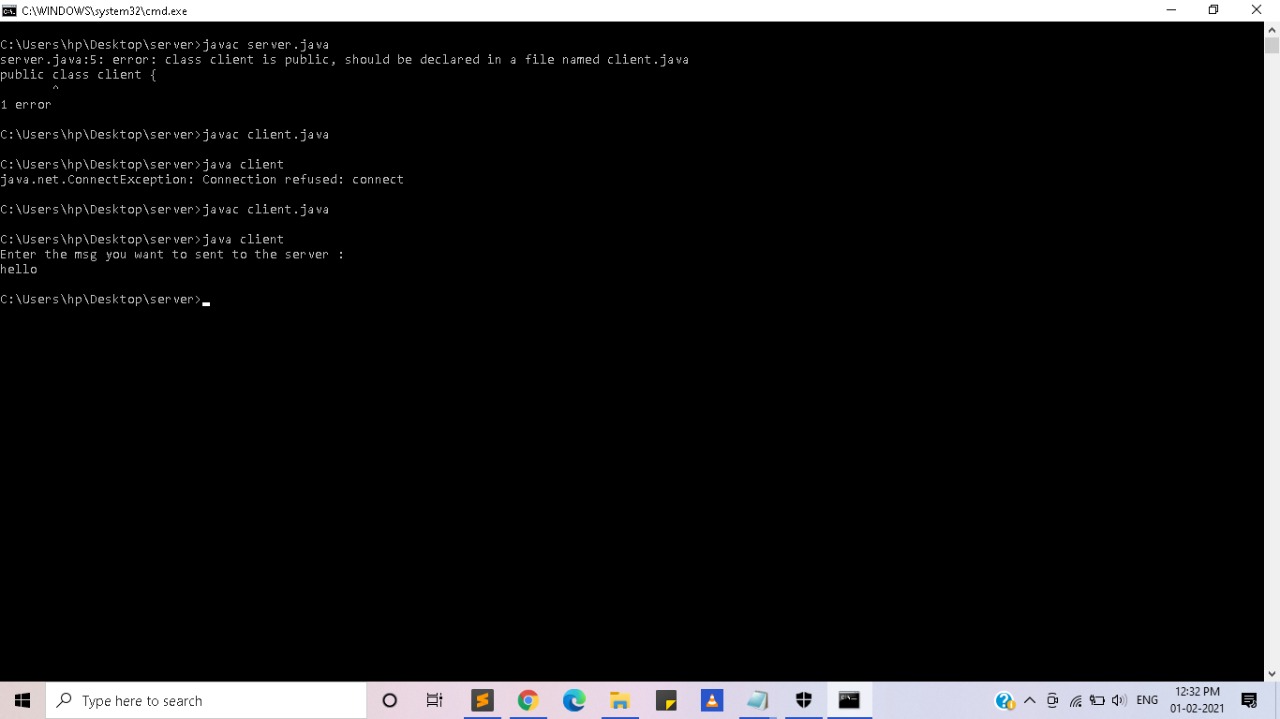 C:\WINDOWS\system32\cmd.exe
C:\Users\hp\Desktop\server>javac server.java
server.java:5: error: class client is public, should be declared in a file named client.java
public class client {
^
1 error
C:\Users\hp\Desktop\server>javac client.java
C:\Users\hp\Desktop\server>java client
java.net.ConnectException: Connection refused: connect
C:\Users\hp\Desktop\server>javac client.java
C:\Users\hp\Desktop\server>java client
Enter the msg you want to sent to the server :
hello
C:\Users\hp\Desktop\server>
Type here to search
ENG
12:32 PM
01-02-2021